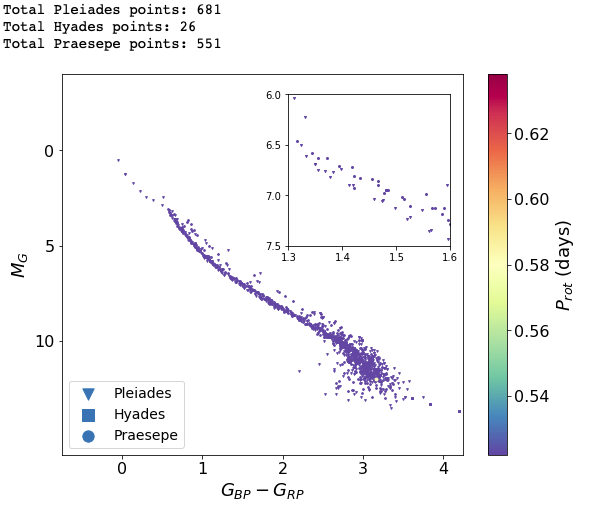 Total Pleiades points: 681
Total Hyades points: 26
Total Praesepe points: 551
6.0
6.5
7.0
7.5
1.3 1.4 1.5 1.6
0
5
10
M_G
Pleiades
Hyades
Praesepe
0 1 2 3 4
G_BP − G_RP
0.62
0.60
0.58
0.56
0.54
P_rot (days)